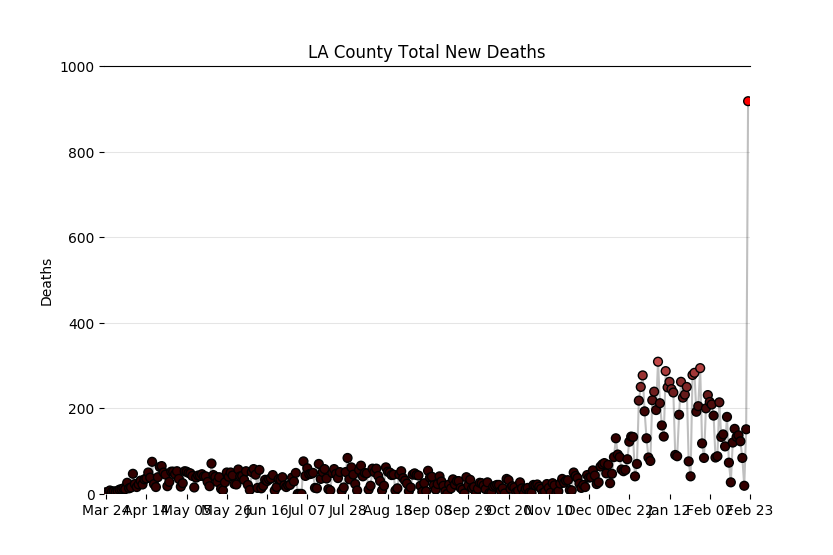 LA County Total New Deaths
1000
800
600
400
200
0
Deaths
Mar 24 Apr 14 May 05 May 26 Jun 16 Jul 07 Jul 28 Aug 18 Sep 08 Sep 29 Oct 20 Nov 10 Dec 01 Dec 22 Jan 12 Feb 02 Feb 23